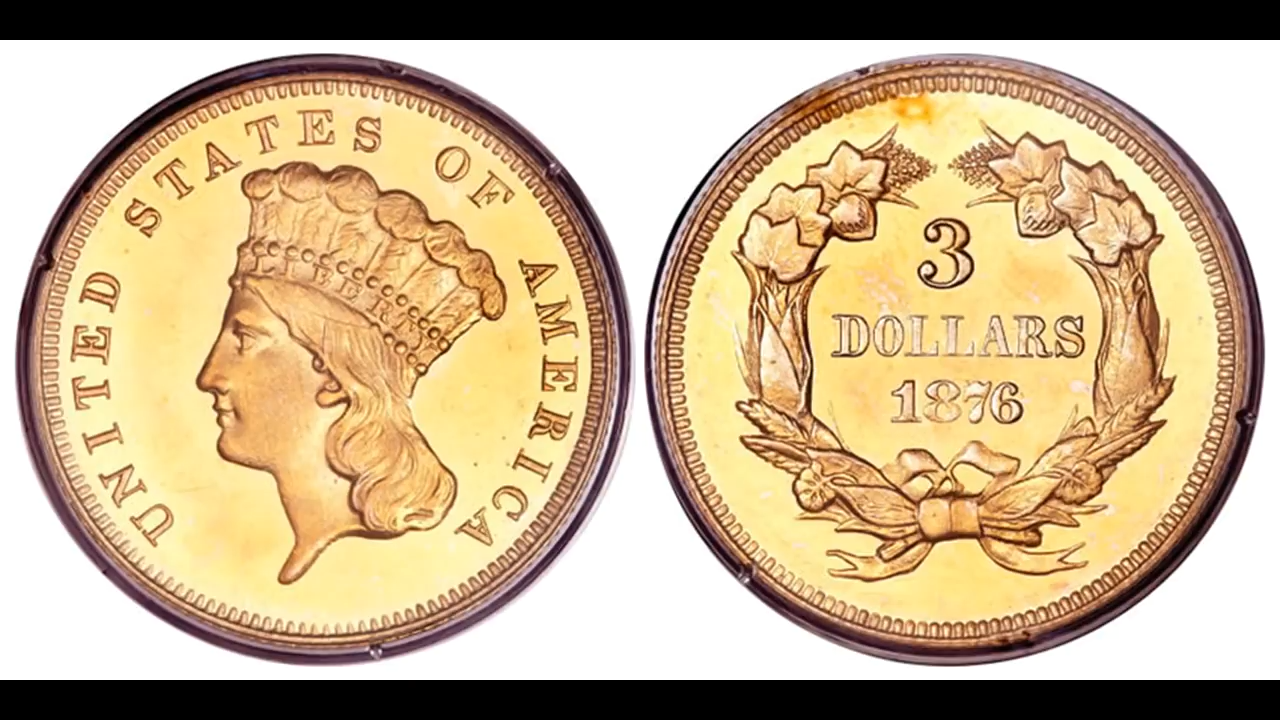 UNITED STATES OF AMERICA
LIBERTY
3
DOLLARS
1876